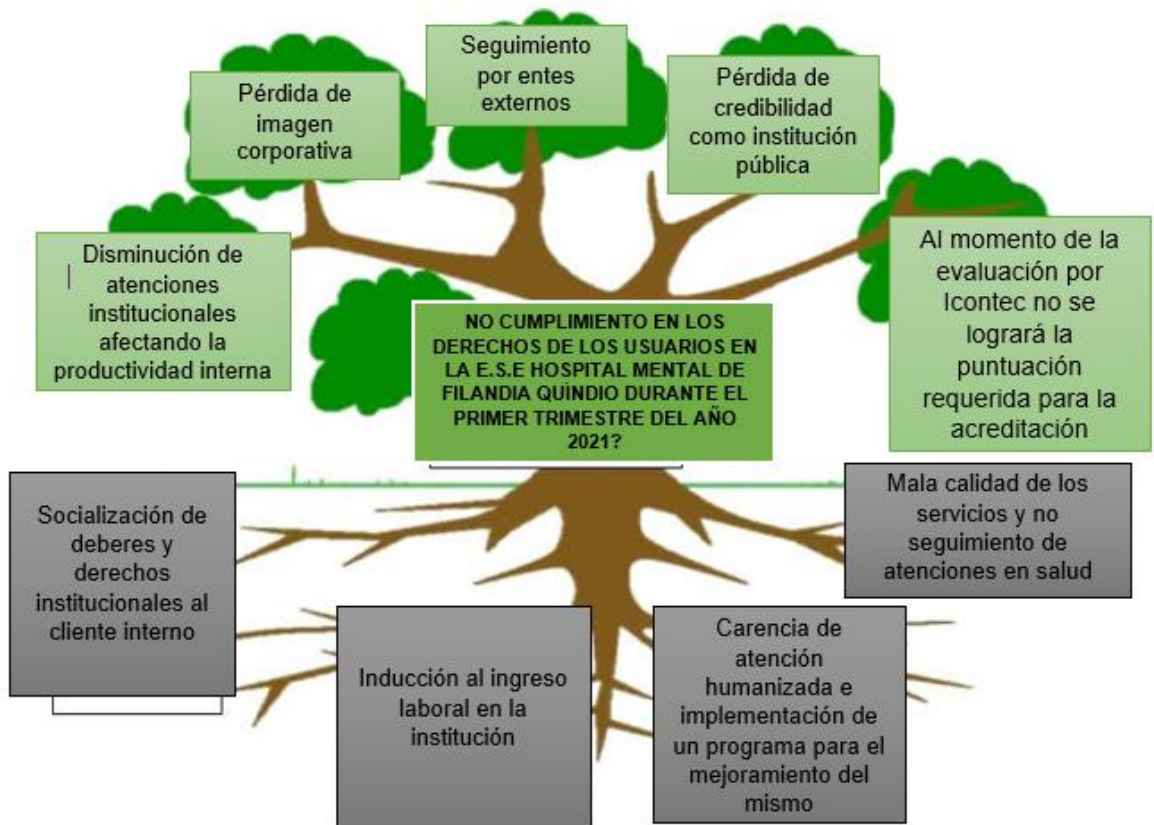 Seguimiento
por entes
externos
Pérdida de
imagen
corporativa
Pérdida de
credibilidad
como institución
pública
Disminución de
atenciones
institucionales
afectando la
productividad interna
Al momento de la
evaluación por
Icontec no se
logrará la
puntuación
requerida para la
acreditación
NO CUMPLIMIENTO EN LOS
DERECHOS DE LOS USUARIOS EN
LA E.S.E HOSPITAL MENTAL DE
FILANDIA QUÌNDIO DURANTE EL
PRIMER TRIMESTRE DEL AÑO
2021?
Socialización de
deberes y
derechos
institucionales al
cliente interno
Mala calidad de los
servicios y no
seguimiento de
atenciones en salud
Inducción al ingreso
laboral en la
institución
Carencia de
atención
humanizada e
implementación de
un programa para el
mejoramiento del
mismo